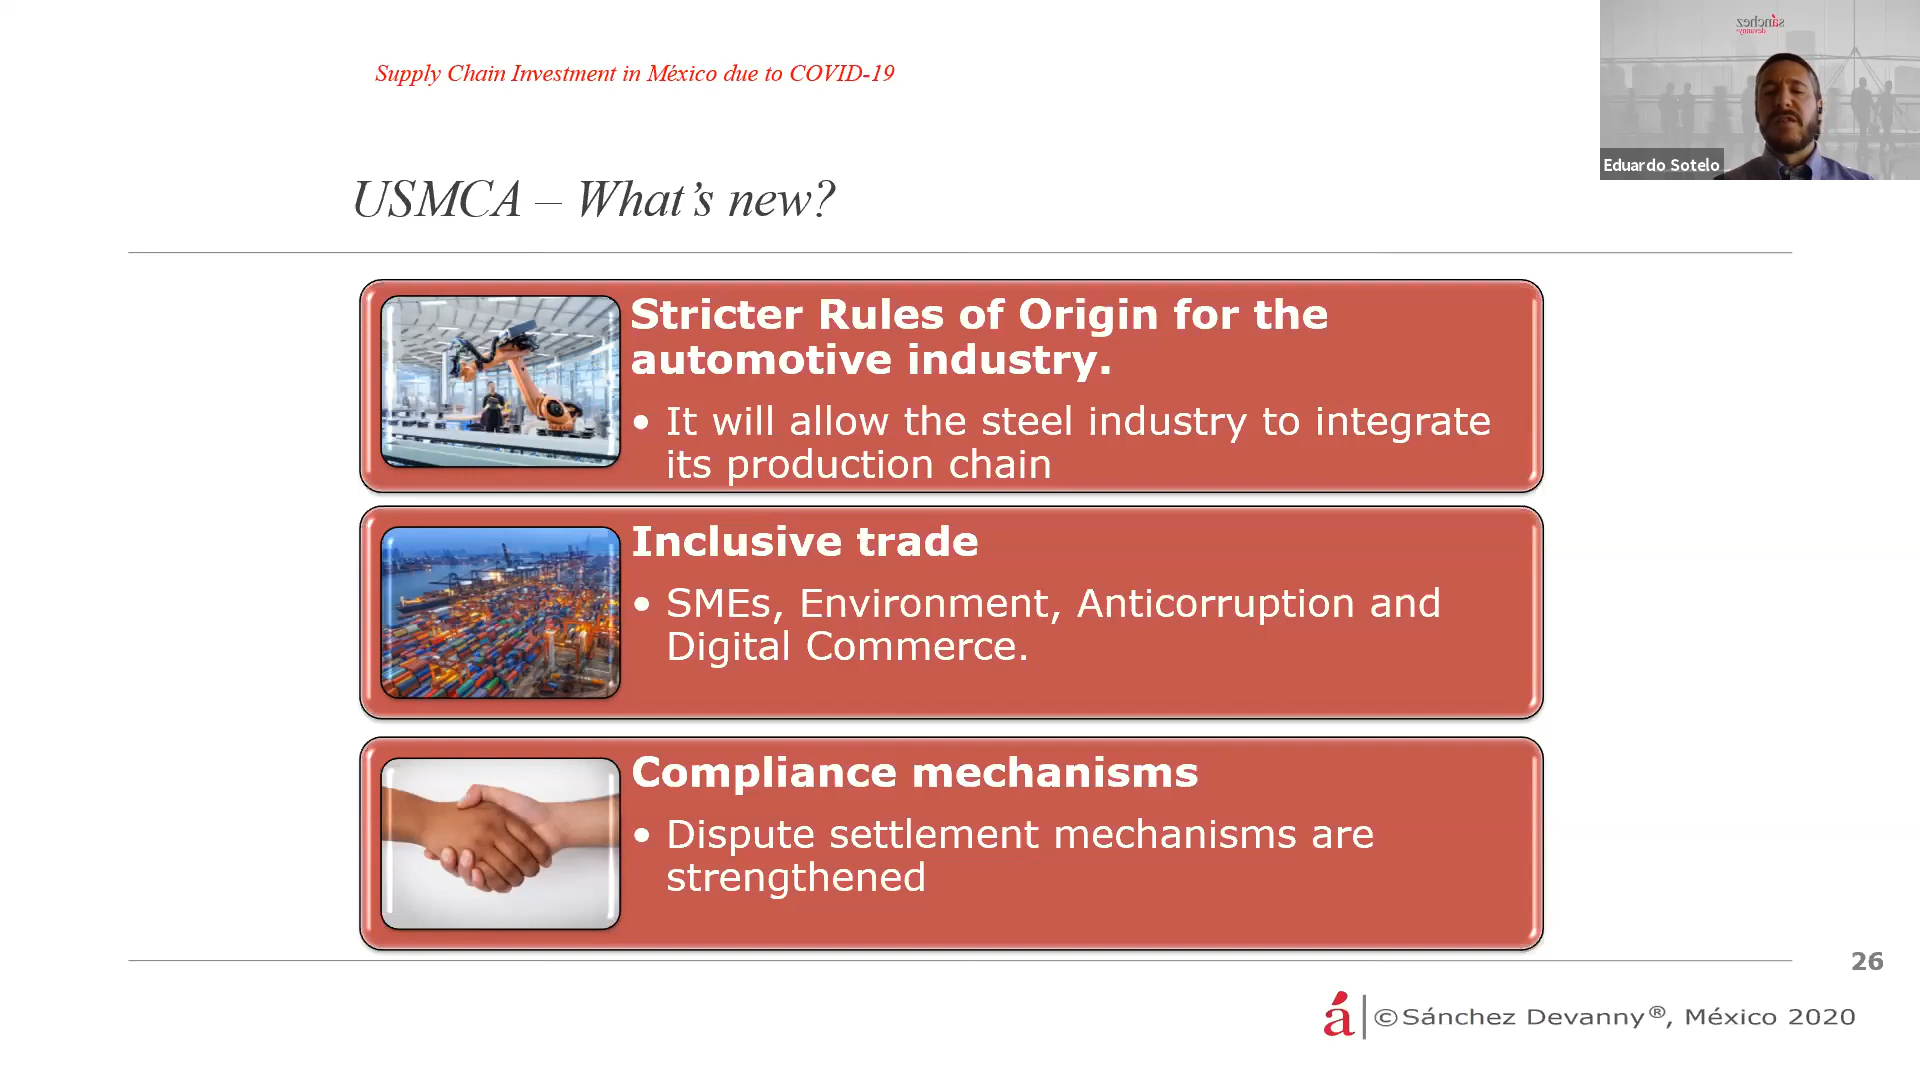 Supply Chain Investment in México due to COVID-19
sánchez
devanny
Eduardo Sotelo
USMCA – What's new?
Stricter Rules of Origin for the
automotive industry.
• It will allow the steel industry to integrate
its production chain
Inclusive trade
• SMEs, Environment, Anticorruption and
Digital Commerce.
Compliance mechanisms
• Dispute settlement mechanisms are
strengthened
26
á ©Sánchez Devanny®, México 2020